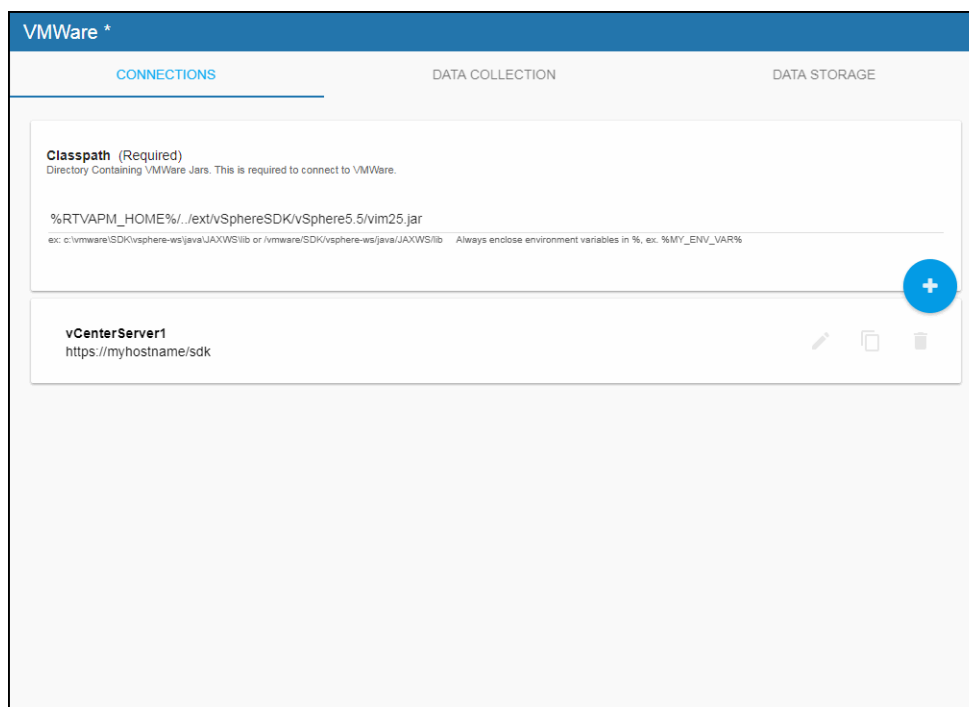 VMWare *
CONNECTIONS DATA COLLECTION DATA STORAGE
Classpath (Required)
Directory Containing VMWare Jars. This is required to connect to VMWare.
%RTVAPM_HOME%/../ext/vSphereSDK/vSphere5.5/vim25.jar
ex: c:\vmware\SDK\vsphere-ws\java\JAXWS\lib or /vmware/SDK/vsphere-ws/java/JAXWS/lib Always enclose environment variables in %, ex. %MY_ENV_VAR%
vCenterServer1
https://myhostname/sdk